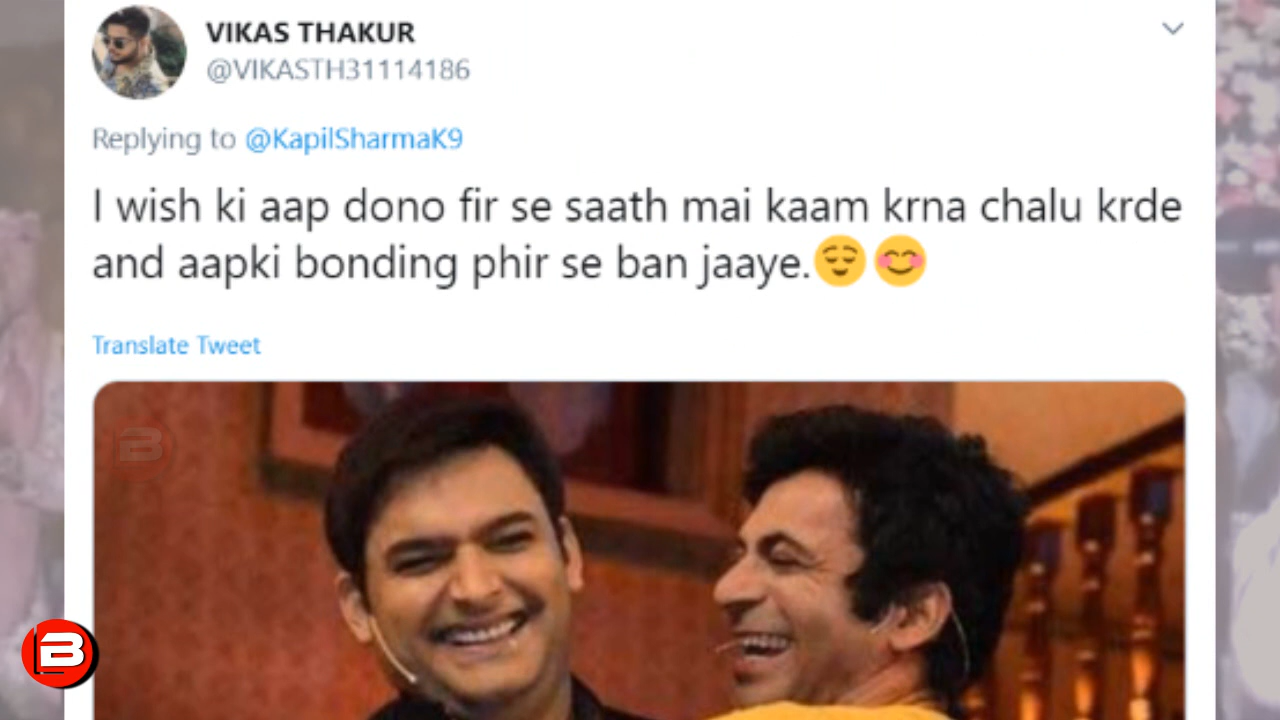 VIKAS THAKUR
@VIKASTH31114186
Replying to @KapilSharmaK9
I wish ki aap dono fir se saath mai kaam krna chalu krde
and aapki bonding phir se ban jaaye.😌😊
Translate Tweet
B
B